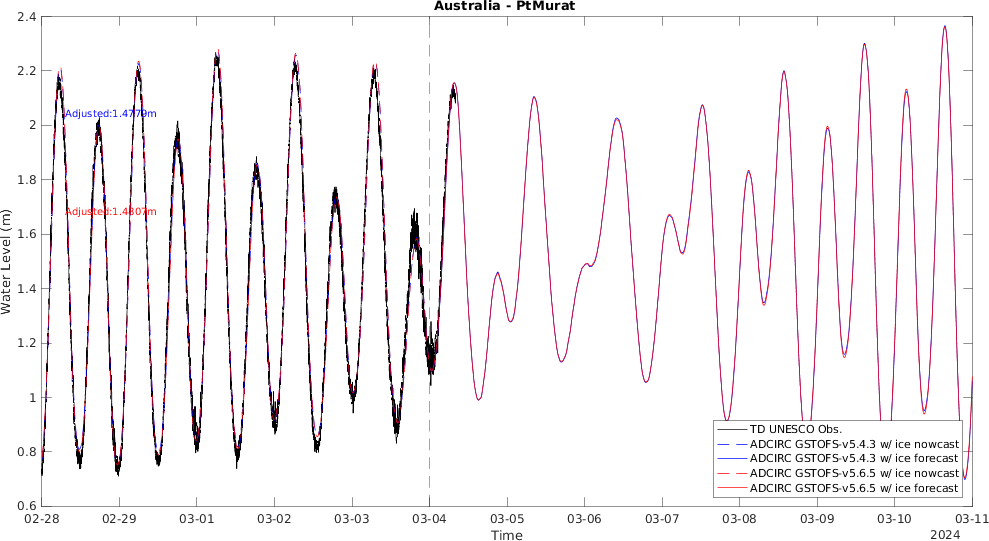 Australia - PtMurat
Water Level (m)
2.4
2.2
2
1.8
1.6
1.4
1.2
1
0.8
0.6
Adjusted:1.4779m
Adjusted:1.4807m
TD UNESCO Obs.
ADCIRC GSTOFS-v5.4.3 w/ ice nowcast
ADCIRC GSTOFS-v5.4.3 w/ ice forecast
ADCIRC GSTOFS-v5.6.5 w/ ice nowcast
ADCIRC GSTOFS-v5.6.5 w/ ice forecast
02-28 02-29 03-01 03-02 03-03 03-04 03-05 03-06 03-07 03-08 03-09 03-10 03-11
Time
2024